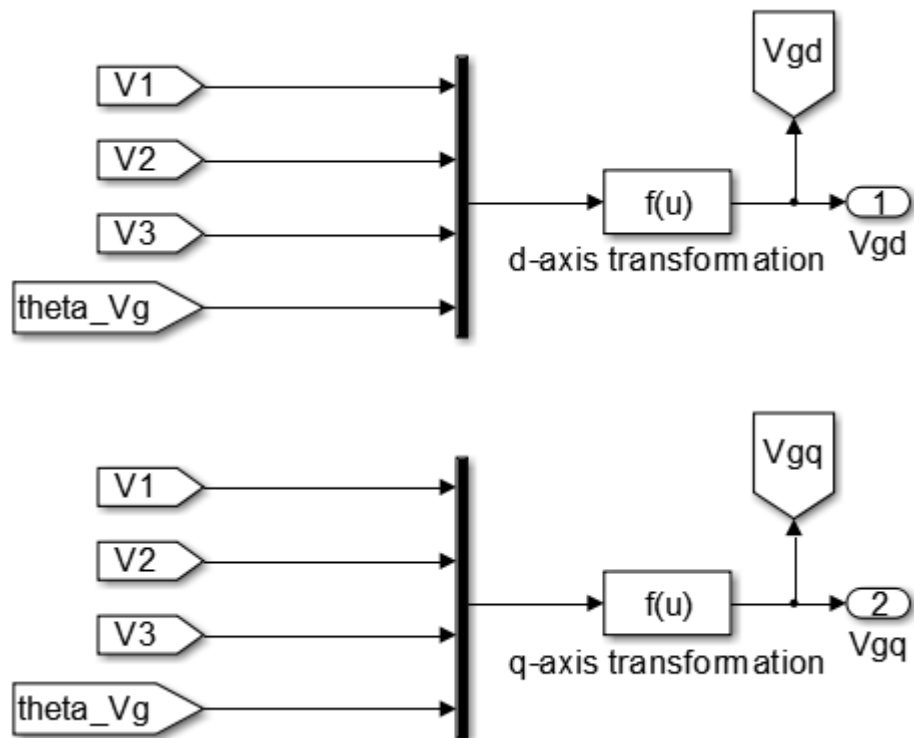 Vgd
V1
V2
V3
theta_Vg
f(u)
d-axis transformation
1
Vgd
Vgq
V1
V2
V3
theta_Vg
f(u)
q-axis transformation
2
Vgq